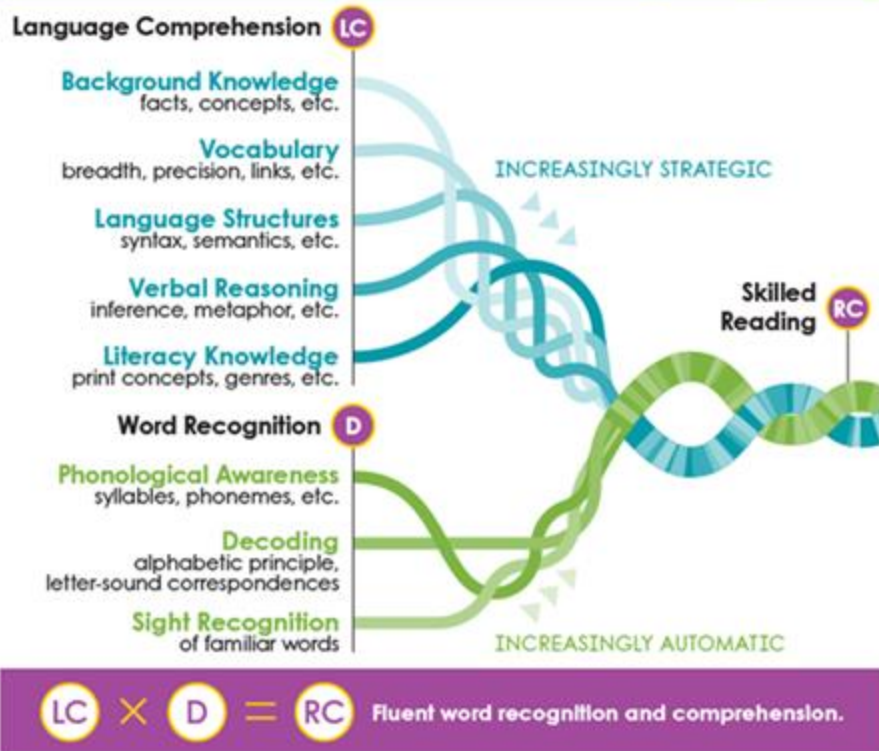 Language Comprehension LC
Background Knowledge
facts, concepts, etc.
Vocabulary
breadth, precision, links, etc.
Language Structures
syntax, semantics, etc.
Verbal Reasoning
inference, metaphor, etc.
Literacy Knowledge
print concepts, genres, etc.
INCREASINGLY STRATEGIC
Skilled
Reading RC
Word Recognition D
Phonological Awareness
syllables, phonemes, etc.
Decoding
alphabetic principle,
letter-sound correspondences
Sight Recognition
of familiar words
INCREASINGLY AUTOMATIC
LC × D = RC Fluent word recognition and comprehension.